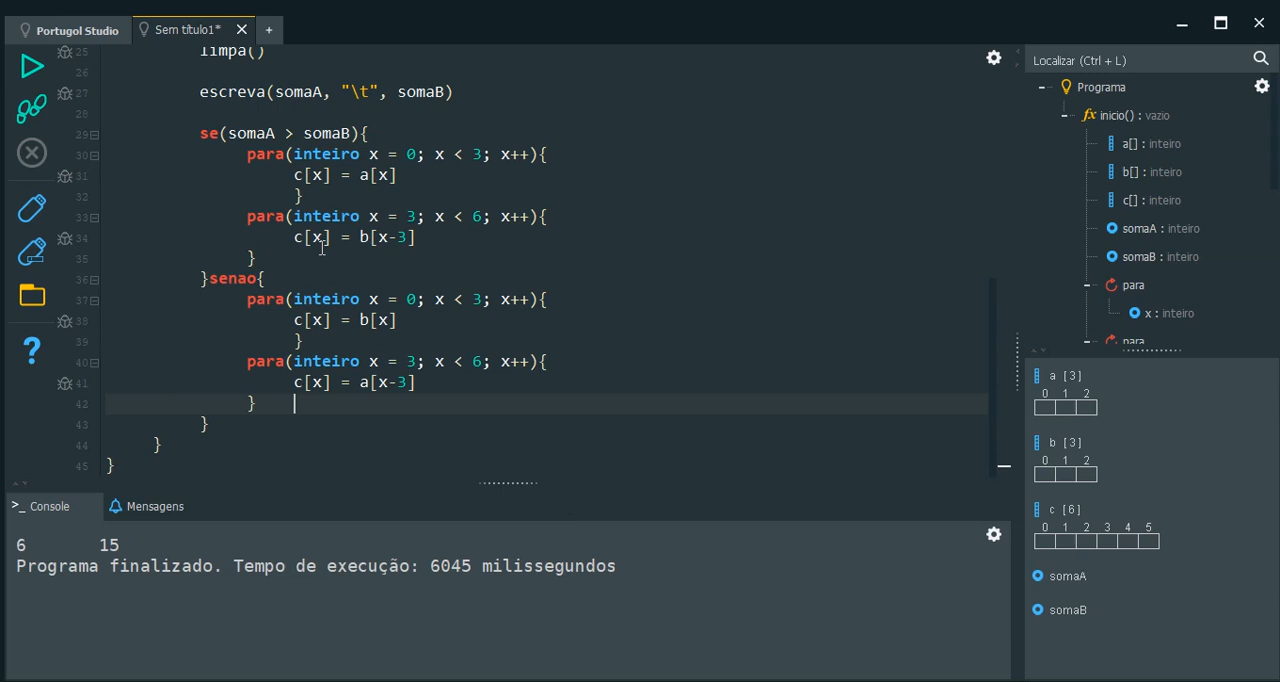 Portugol Studio
Sem título1*
+
25 limpa()
26
27 escreva(somaA, "\t", somaB)
28
29 se(somaA > somaB){
30 para(inteiro x = 0; x < 3; x++){
31 c[x] = a[x]
32 }
33 para(inteiro x = 3; x < 6; x++){
34 c[x] = b[x-3]
35 }
36 }senao{
37 para(inteiro x = 0; x < 3; x++){
38 c[x] = b[x]
39 }
40 para(inteiro x = 3; x < 6; x++){
41 c[x] = a[x-3]
42 }
43 }
44 }
45 }
>_ Console
Mensagens
6 15
Programa finalizado. Tempo de execução: 6045 milissegundos
Localizar (Ctrl + L)
Programa
fx inicio() : vazio
a[] : inteiro
b[] : inteiro
c[] : inteiro
somaA : inteiro
somaB : inteiro
para
x : inteiro
para
a [3]
0 1 2
b [3]
0 1 2
c [6]
0 1 2 3 4 5
somaA
somaB